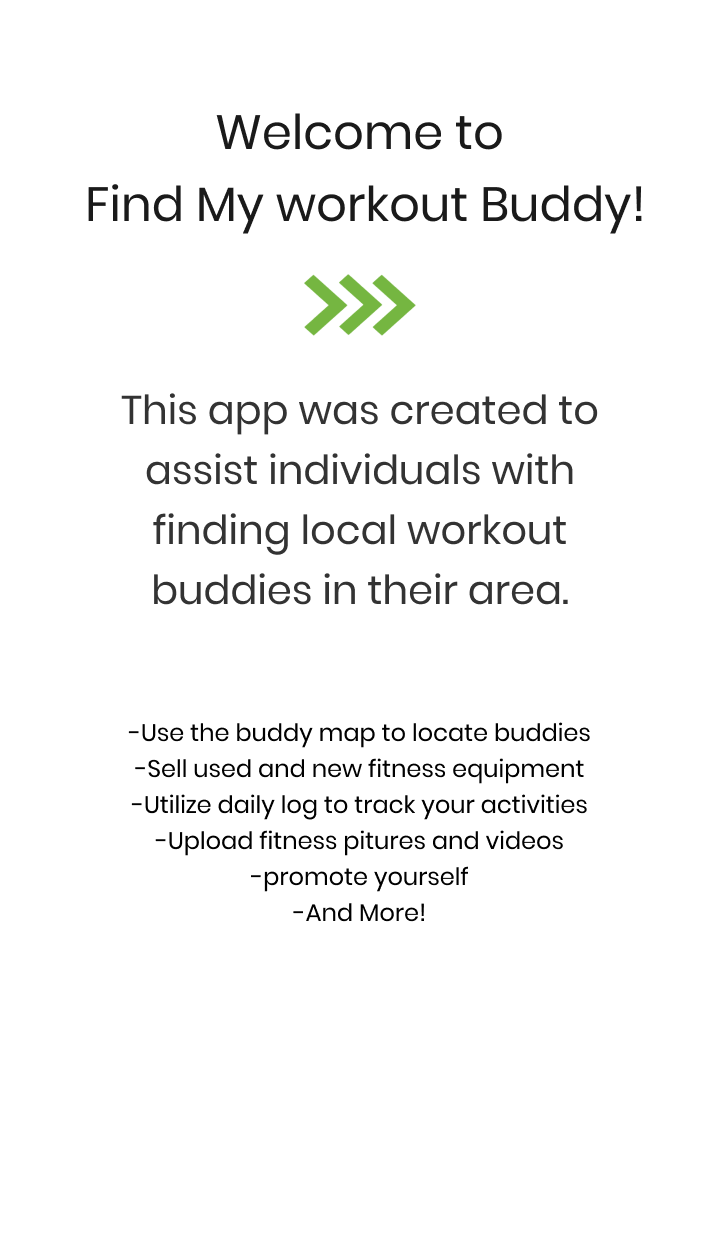 Welcome to
Find My workout Buddy!
This app was created to
assist individuals with
finding local workout
buddies in their area.
-Use the buddy map to locate buddies
-Sell used and new fitness equipment
-Utilize daily log to track your activities
-Upload fitness pitures and videos
-promote yourself
-And More!